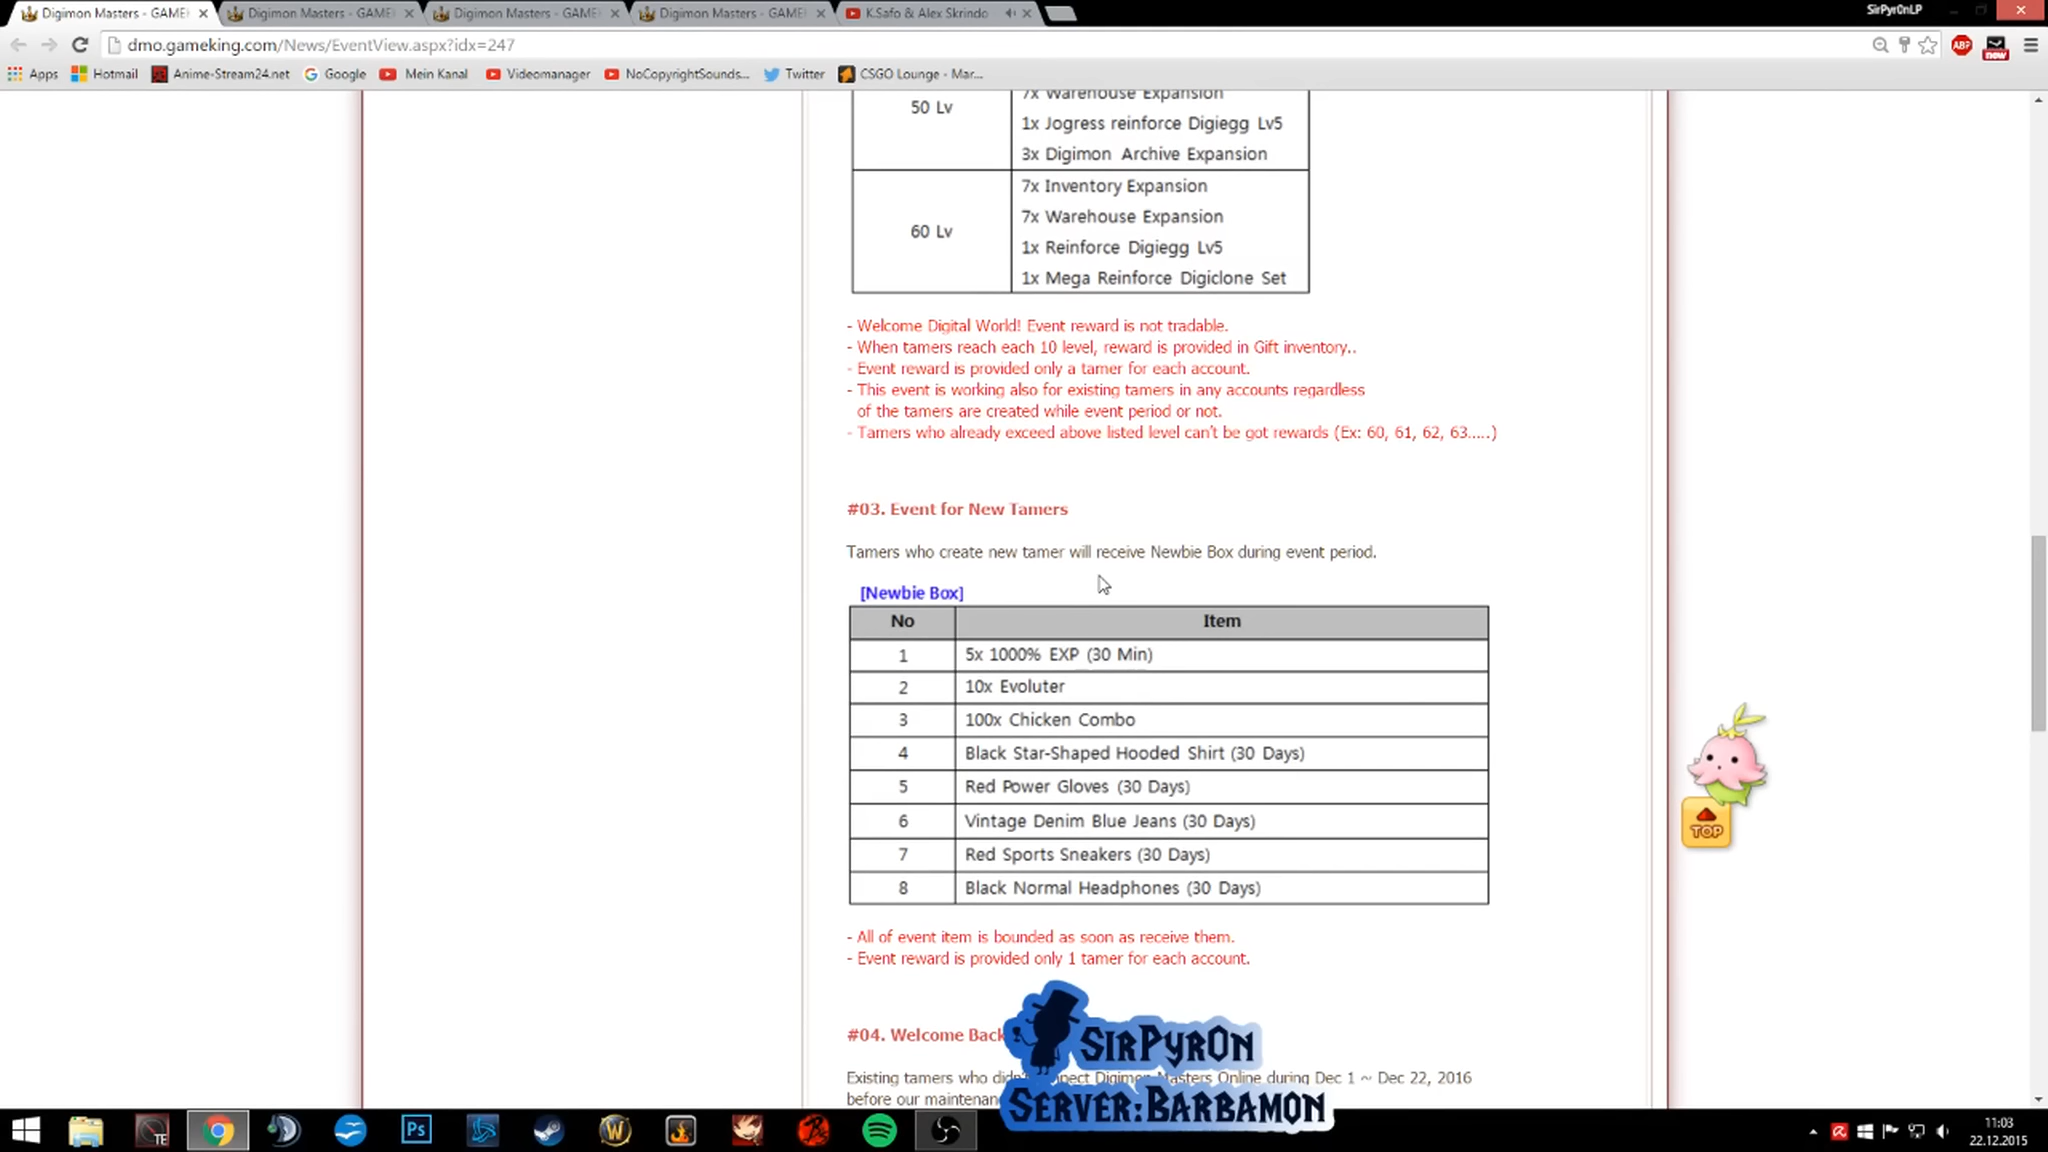 Digimon Masters - GAMEK
Digimon Masters - GAMEK
Digimon Masters - GAMEK
Digimon Masters - GAMEK
K.Safo & Alex Skrindo
SirPyr0nLP
dmo.gameking.com/News/EventView.aspx?idx=247
ABP
new
Apps
Hotmail
Anime-Stream24.net
Google
Mein Kanal
Videomanager
NoCopyrightSounds...
Twitter
CSGO Lounge - Mar...
50 Lv
7x Warehouse Expansion
1x Jogress reinforce Digiegg Lv5
3x Digimon Archive Expansion
60 Lv
7x Inventory Expansion
7x Warehouse Expansion
1x Reinforce Digiegg Lv5
1x Mega Reinforce Digiclone Set
- Welcome Digital World! Event reward is not tradable.
- When tamers reach each 10 level, reward is provided in Gift inventory..
- Event reward is provided only a tamer for each account.
- This event is working also for existing tamers in any accounts regardless
of the tamers are created while event period or not.
- Tamers who already exceed above listed level can't be got rewards (Ex: 60, 61, 62, 63.....)
#03. Event for New Tamers
Tamers who create new tamer will receive Newbie Box during event period.
[Newbie Box]
No Item
1 5x 1000% EXP (30 Min)
2 10x Evoluter
3 100x Chicken Combo
4 Black Star-Shaped Hooded Shirt (30 Days)
5 Red Power Gloves (30 Days)
6 Vintage Denim Blue Jeans (30 Days)
7 Red Sports Sneakers (30 Days)
8 Black Normal Headphones (30 Days)
TOP
- All of event item is bounded as soon as receive them.
- Event reward is provided only 1 tamer for each account.
#04. Welcome Back
Existing tamers who Digimon Masters Online during Dec 1 ~ Dec 22, 2016
before our
SirPyr0n
Server:Barbamon
TE
Ps
11:03
22.12.2015